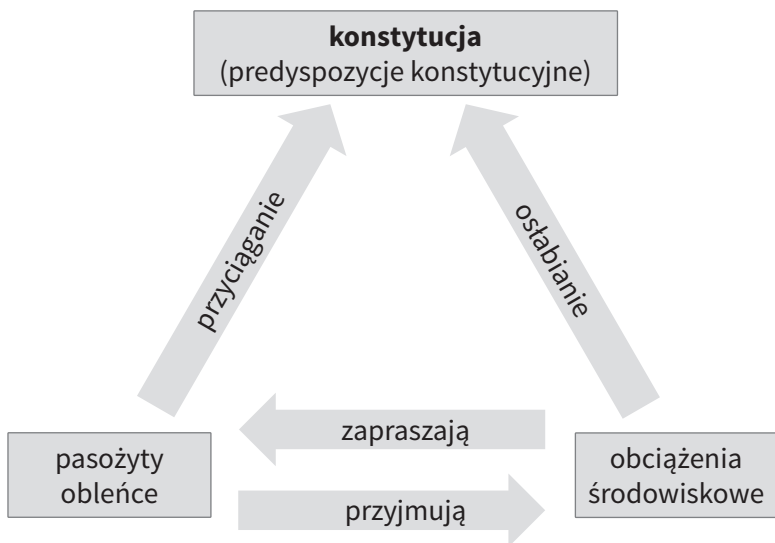 konstytucja
(predyspozycje konstytucyjne)
przyciąganie
osłabianie
zapraszają
pasożyty
obleńce
obciążenia
środowiskowe
przyjmują